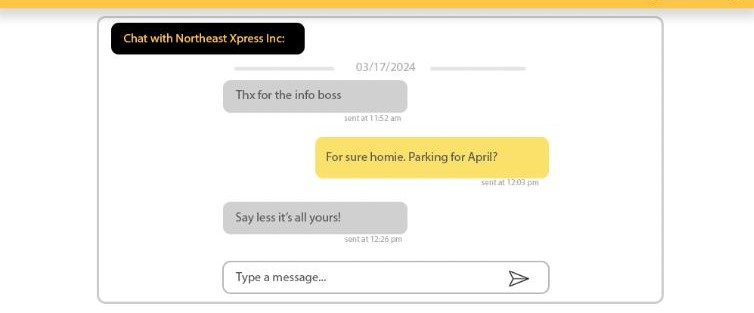 Chat with Northeast Xpress Inc:
03/17/2024
Thx for the info boss
sent at 11:52 am
For sure homie. Parking for April?
sent at 12:03 pm
Say less it's all yours!
sent at 12:26 pm
Type a message...